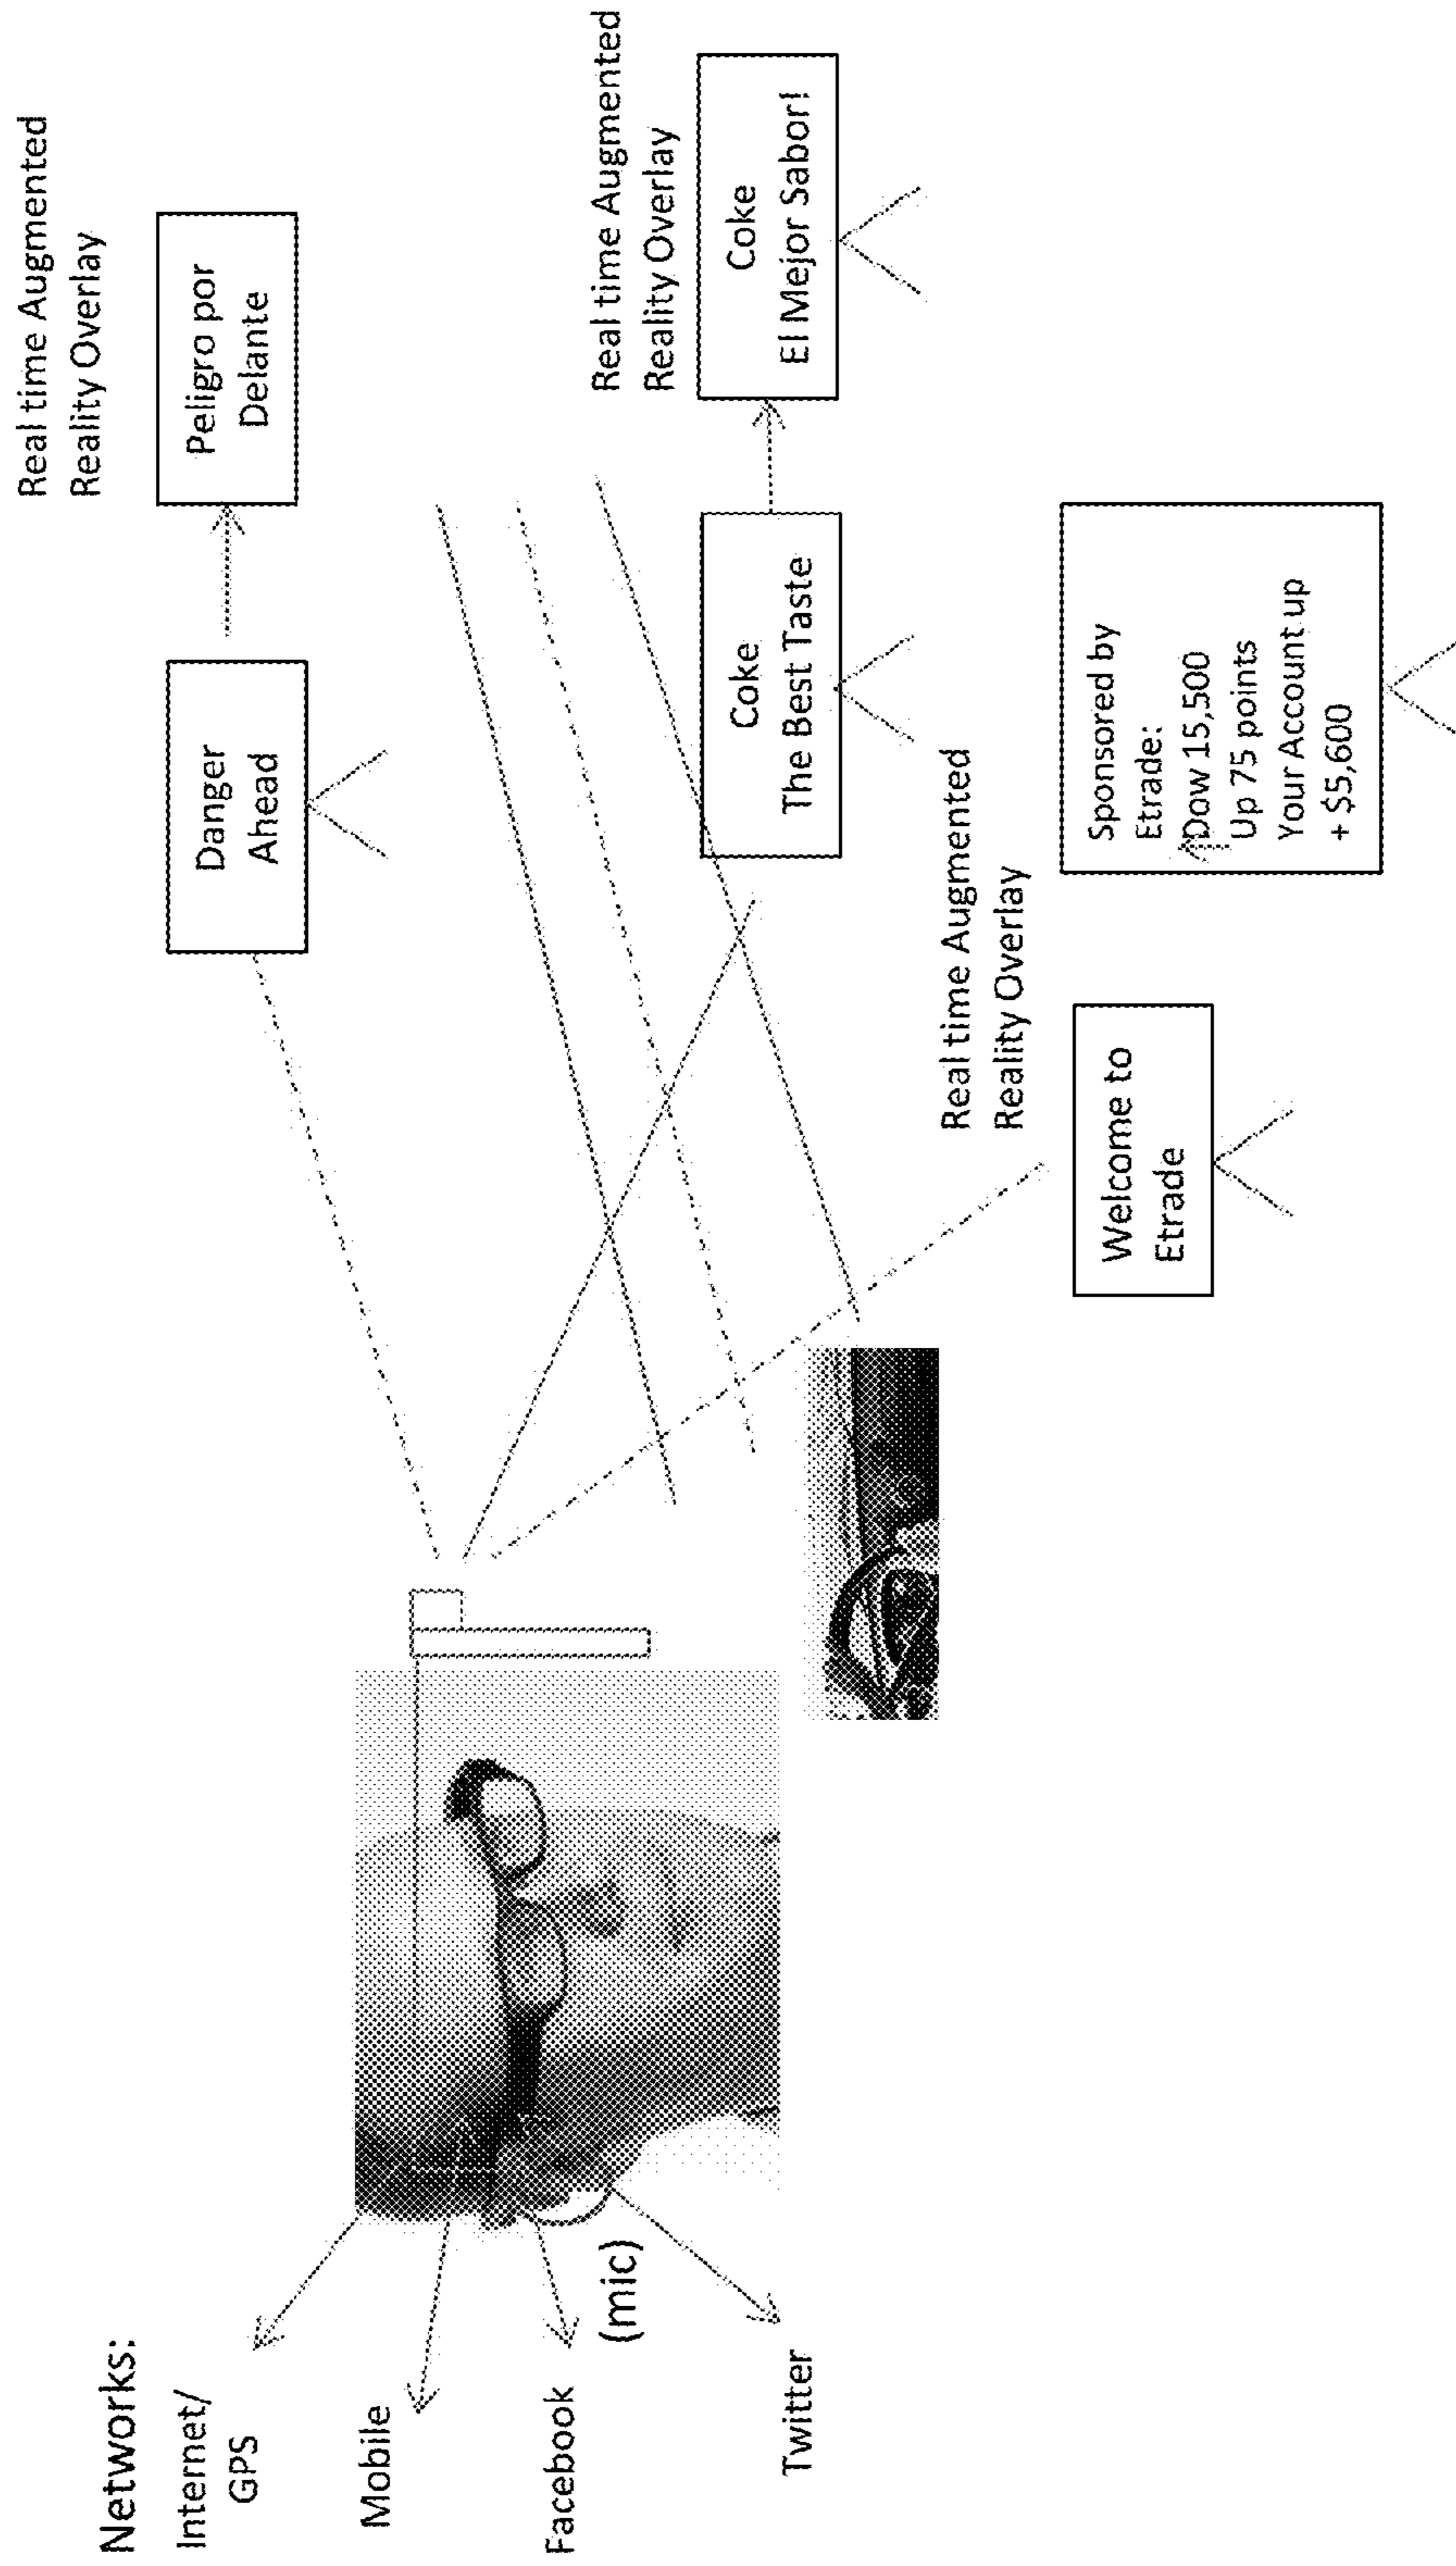 Networks:
Internet/
GPS
Mobile
Facebook
(mic)
Twitter
Danger
Ahead
Real time Augmented
Reality Overlay
Peligro por
Delante
Coke
The Best Taste
Real time Augmented
Reality Overlay
Coke
El Mejor Sabor!
Real time Augmented
Reality Overlay
Welcome to
Etrade
Sponsored by
Etrade:
Dow 15,500
Up 75 points
Your Account up
+ $5,600